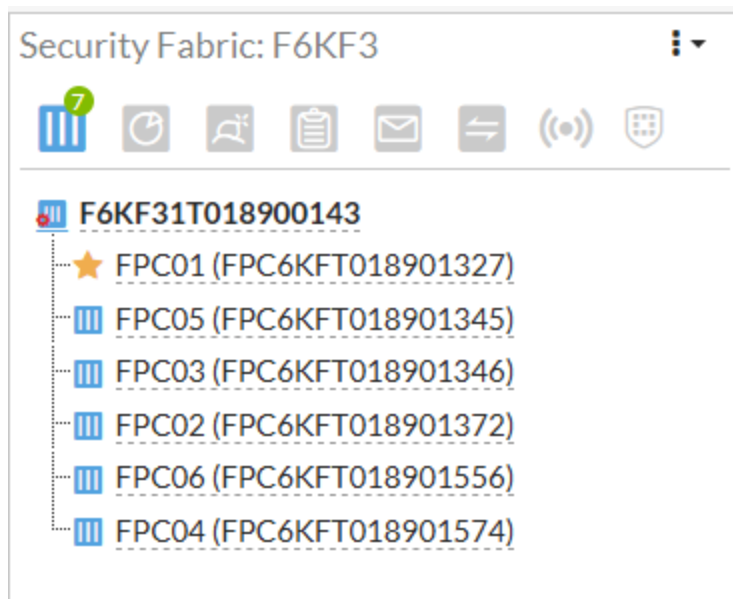 Security Fabric: F6KF3
7
F6KF31T018900143
FPC01 (FPC6KFT018901327)
FPC05 (FPC6KFT018901345)
FPC03 (FPC6KFT018901346)
FPC02 (FPC6KFT018901372)
FPC06 (FPC6KFT018901556)
FPC04 (FPC6KFT018901574)